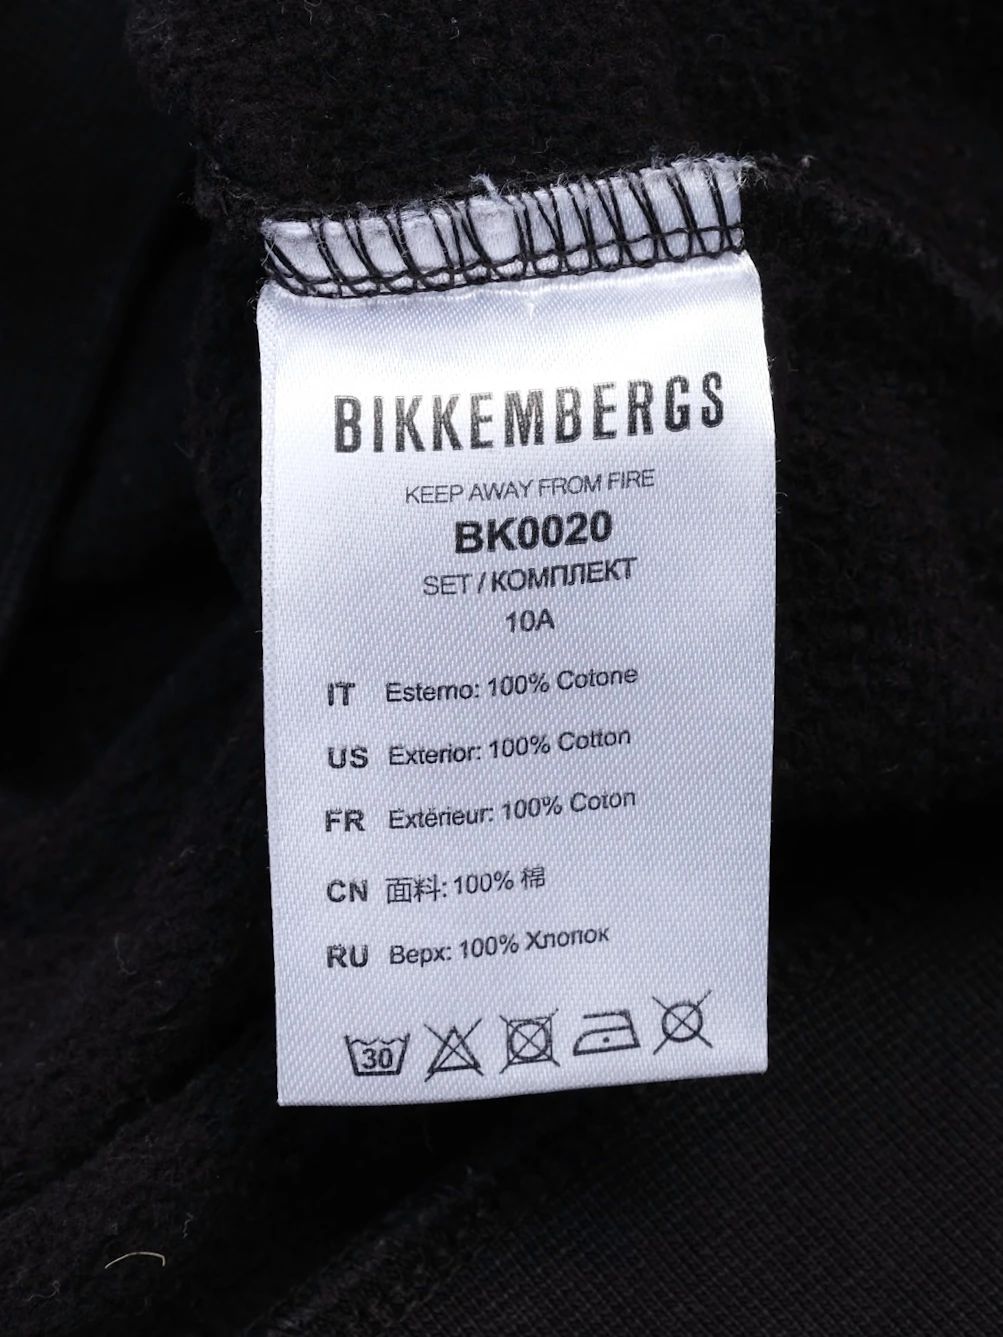 BIKKEMBERGS
KEEP AWAY FROM FIRE
BK0020
SET / КОМПЛЕКТ
10A
IT Esterno: 100% Cotone
US Exterior: 100% Cotton
FR Extérieur: 100% Coton
CN 面料: 100% 棉
RU Верх: 100% Хлопок
30